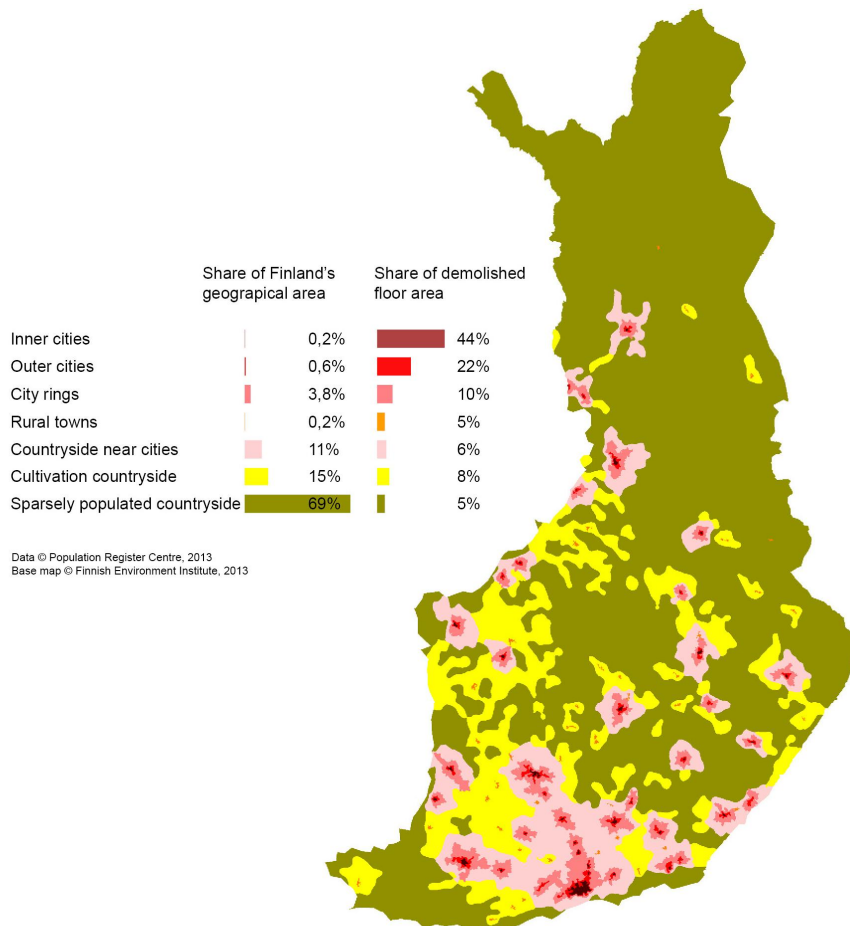 Share of Finland's
geograpical area
Share of demolished
floor area
Inner cities 0,2% 44%
Outer cities 0,6% 22%
City rings 3,8% 10%
Rural towns 0,2% 5%
Countryside near cities 11% 6%
Cultivation countryside 15% 8%
Sparsely populated countryside 69% 5%
Data © Population Register Centre, 2013
Base map © Finnish Environment Institute, 2013